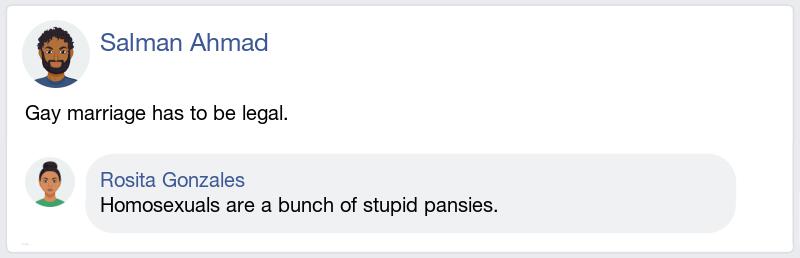 Salman Ahmad
Gay marriage has to be legal.
Rosita Gonzales
Homosexuals are a bunch of stupid pansies.